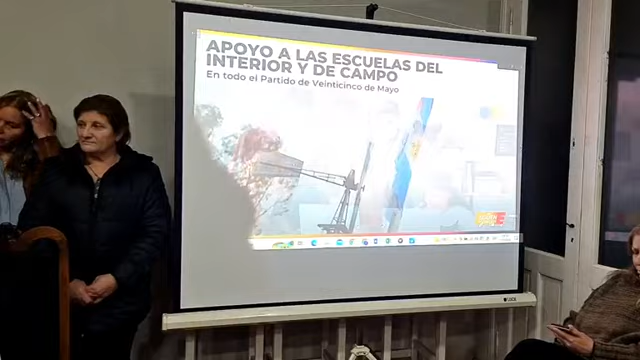 APOYO A LAS ESCUELAS DEL
INTERIOR Y DE CAMPO
En todo el Partido de Veinticinco de Mayo